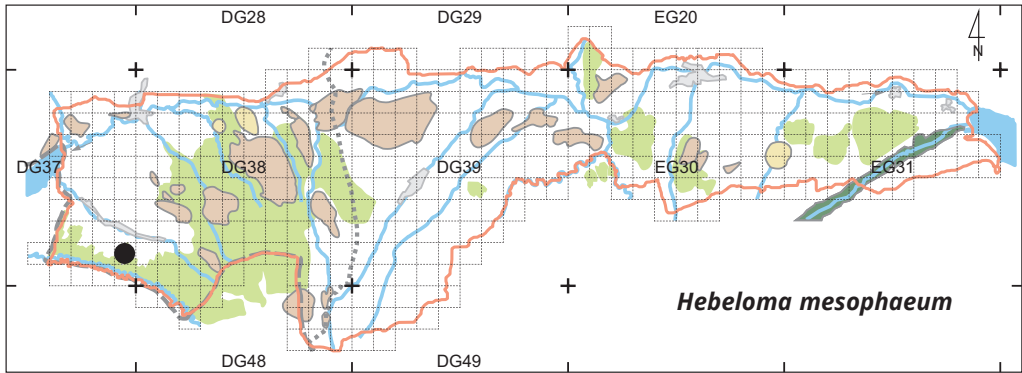 DG28 DG29 EG20
N
DG37 DG38 DG39 EG30 EG31
Hebeloma mesophaeum
DG48 DG49